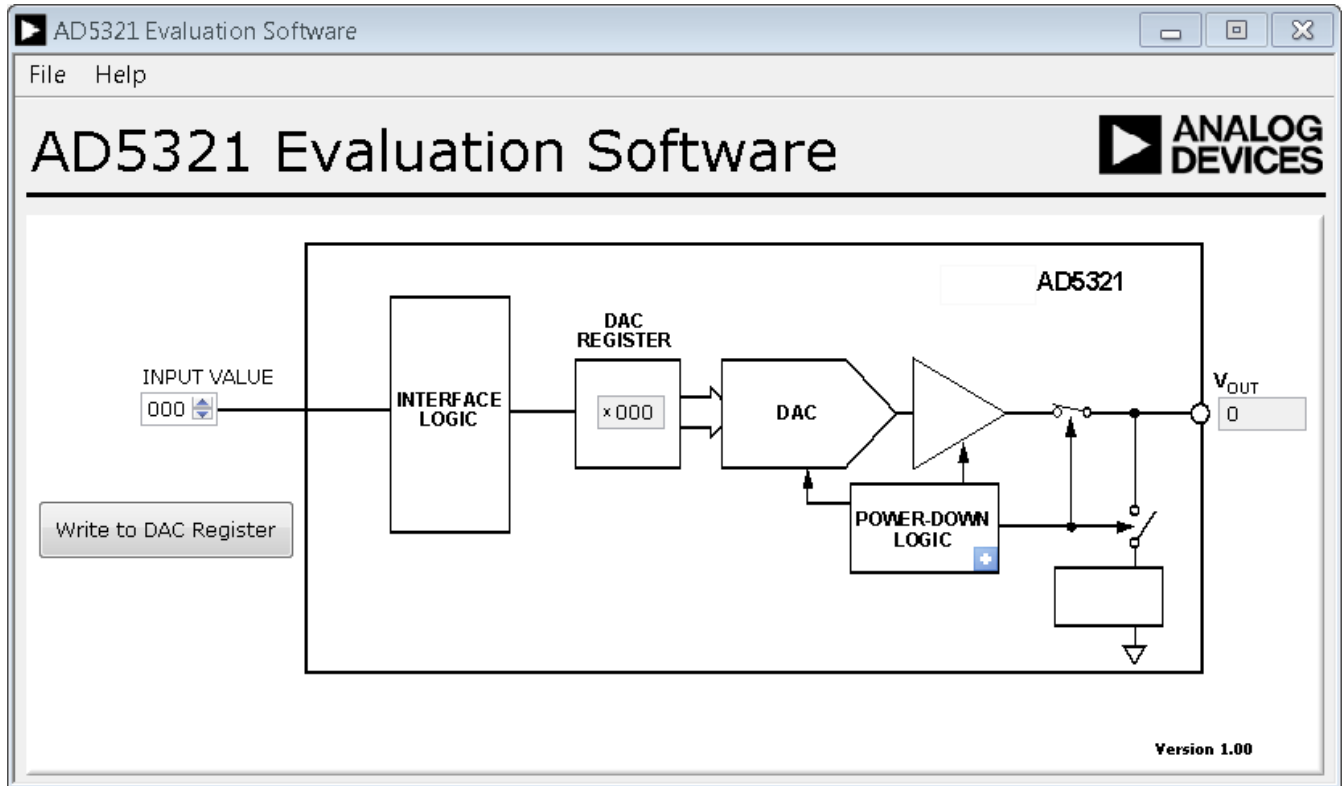 AD5321 Evaluation Software
File Help
AD5321 Evaluation Software
ANALOG
DEVICES
AD5321
DAC
REGISTER
INPUT VALUE
000
INTERFACE
LOGIC
×000
DAC
VOUT
0
Write to DAC Register
POWER-DOWN
LOGIC
Version 1.00